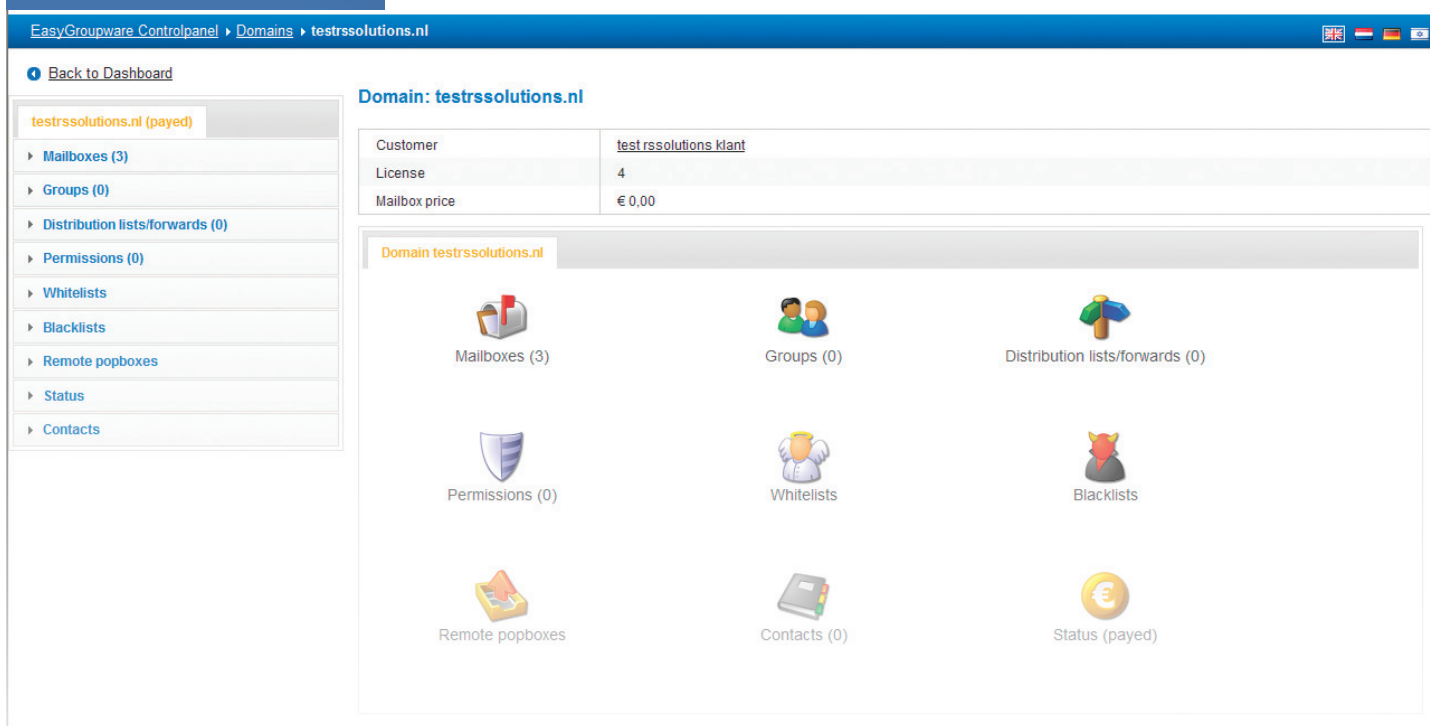 EasyGroupware Controlpanel › Domains › testrssolutions.nl
Back to Dashboard
testrssolutions.nl (payed)
Mailboxes (3)
Groups (0)
Distribution lists/forwards (0)
Permissions (0)
Whitelists
Blacklists
Remote popboxes
Status
Contacts
Domain: testrssolutions.nl
Customer test rssolutions klant
License 4
Mailbox price € 0,00
Domain testrssolutions.nl
Mailboxes (3) Groups (0) Distribution lists/forwards (0)
Permissions (0) Whitelists Blacklists
Remote popboxes Contacts (0) Status (payed)